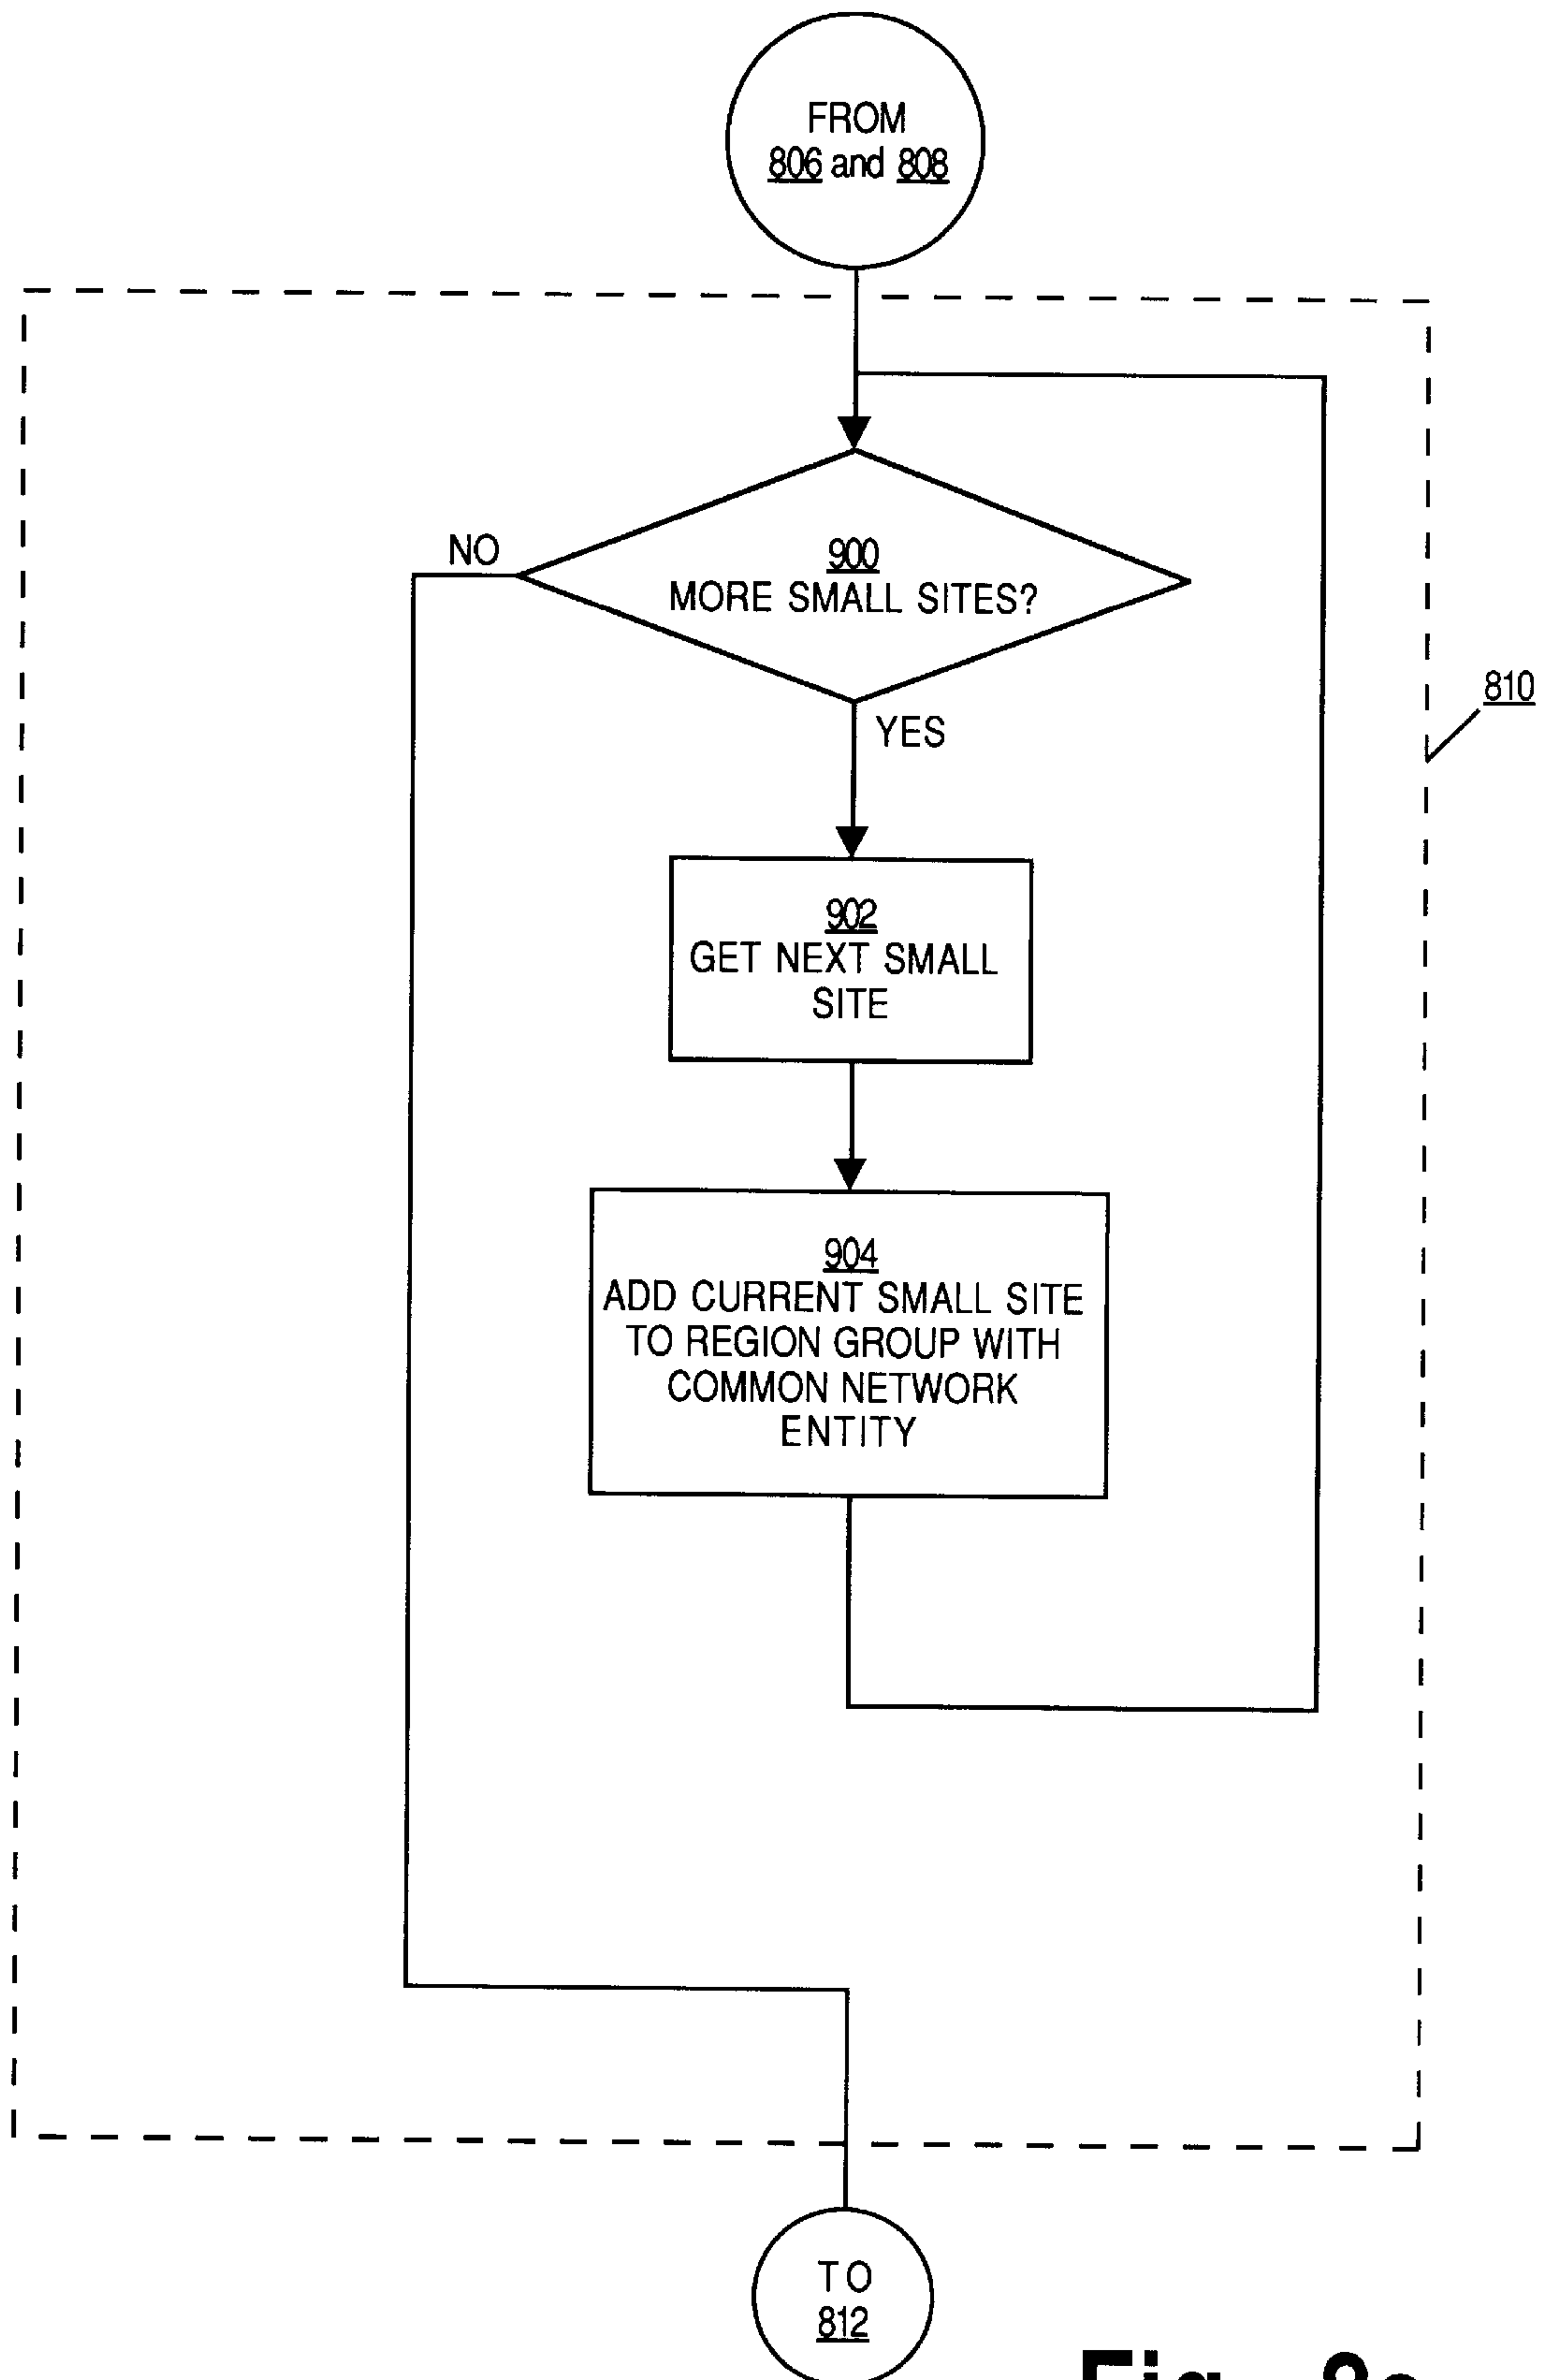 FROM
806 and 808
NO
900
MORE SMALL SITES?
810
YES
902
GET NEXT SMALL
SITE
904
ADD CURRENT SMALL SITE
TO REGION GROUP WITH
COMMON NETWORK
ENTITY
TO
812